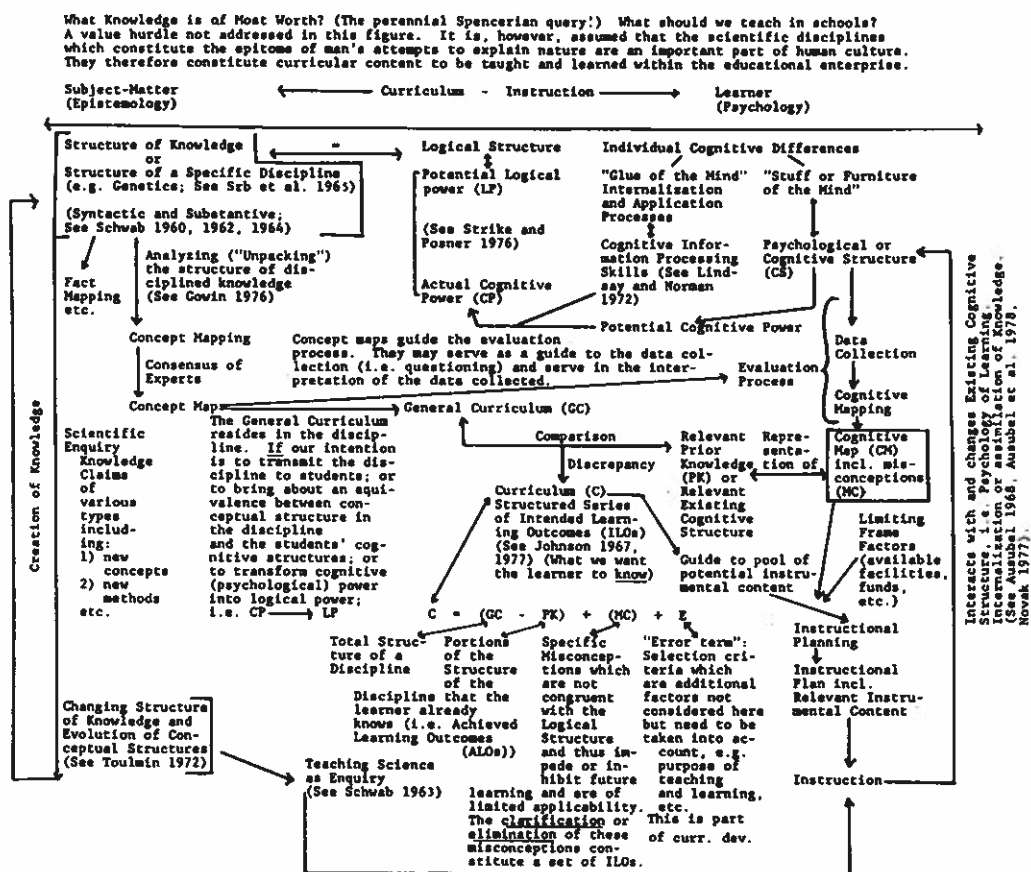 What Knowledge is of Most Worth? (The perennial Spencerian query!) What should we teach in schools?
A value hurdle not addressed in this figure. It is, however, assumed that the scientific disciplines
which constitute the epitome of man's attempts to explain nature are an important part of human culture.
They therefore constitute curricular content to be taught and learned within the educational enterprise.
Subject-Matter
(Epistemology)
Curriculum - Instruction
Learner
(Psychology)
Structure of Knowledge
or
Structure of a Specific Discipline
(e.g. Genetics; See Srb et al. 1965)
(Syntactic and Substantive;
See Schwab 1960, 1962, 1964)
=
Logical Structure
Potential Logical
power (LP)
(See Strike and
Posner 1976)
Actual Cognitive
Power (CP)
Individual Cognitive Differences
"Glue of the Mind"
Internalization
and Application
Processes
Cognitive Infor-
mation Processing
Skills (See Lind-
say and Norman
1972)
"Stuff or Furniture
of the Mind"
Psychological or
Cognitive Structure
(CS)
Potential Cognitive Power
Fact
Mapping
etc.
Analyzing ("Unpacking")
the structure of dis-
ciplined knowledge
(See Gowin 1976)
Concept Mapping
Consensus of
Experts
Concept Maps
Concept maps guide the evaluation
process. They may serve as a guide to the data col-
lection (i.e. questioning) and serve in the inter-
pretation of the data collected.
Evaluation
Process
Data
Collection
Cognitive
Mapping
Cognitive
Map (CM)
incl. mis-
conceptions
(MC)
General Curriculum (GC)
Comparison
Discrepancy
Relevant
Prior
Knowledge
(PK) or
Relevant
Existing
Cognitive
Structure
Repre-
senta-
tion of
Scientific
Enquiry
Knowledge
Claims
of
various
types
includ-
ing:
1) new
concepts
2) new
methods
etc.
The General Curriculum
resides in the discip-
line. If our intention
is to transmit the dis-
cipline to students; or
to bring about an equi-
valence between con-
ceptual structure in
the discipline
and the students' cog-
nitive structures; or
to transform cognitive
(psychological) power
into logical power;
i.e. CP LP
Curriculum (C)
Structured Series
of Intended Learn-
ing Outcomes (ILOs)
(See Johnson 1967,
1977) (What we want
the learner to know)
Guide to pool of
potential instru-
mental content
Limiting
Frame
Factors
(available
facilities,
funds,
etc.)
C = (GC - PK) + (MC) + E
Total Struc-
ture of a
Discipline
Portions
of the
Structure
of the
Discipline that the
learner already
knows (i.e. Achieved
Learning Outcomes
(ALOs))
Specific
Misconcep-
tions which
are not
congruent
with the
Logical
Structure
and thus im-
pede or in-
hibit future
learning and are of
limited applicability.
The clarification or
elimination of these
misconceptions con-
stitute a set of ILOs.
"Error term":
Selection cri-
teria which
are additional
factors not
considered here
but need to be
taken into ac-
count, e.g.
purpose of
teaching
and learning,
etc.
This is part
of curr. dev.
Instructional
Planning
Instructional
Plan incl.
Relevant Instru-
mental Content
Instruction
Changing Structure
of Knowledge and
Evolution of Con-
ceptual Structures
(See Toulmin 1972)
Teaching Science
as Enquiry
(See Schwab 1963)
Creation of Knowledge
Interacts with and changes Existing Cognitive
Structure, i.e. Psychology of Learning,
Internalization or assimilation of Knowledge.
(See Ausubel 1968, Ausubel et al. 1978,
Novak 1977).